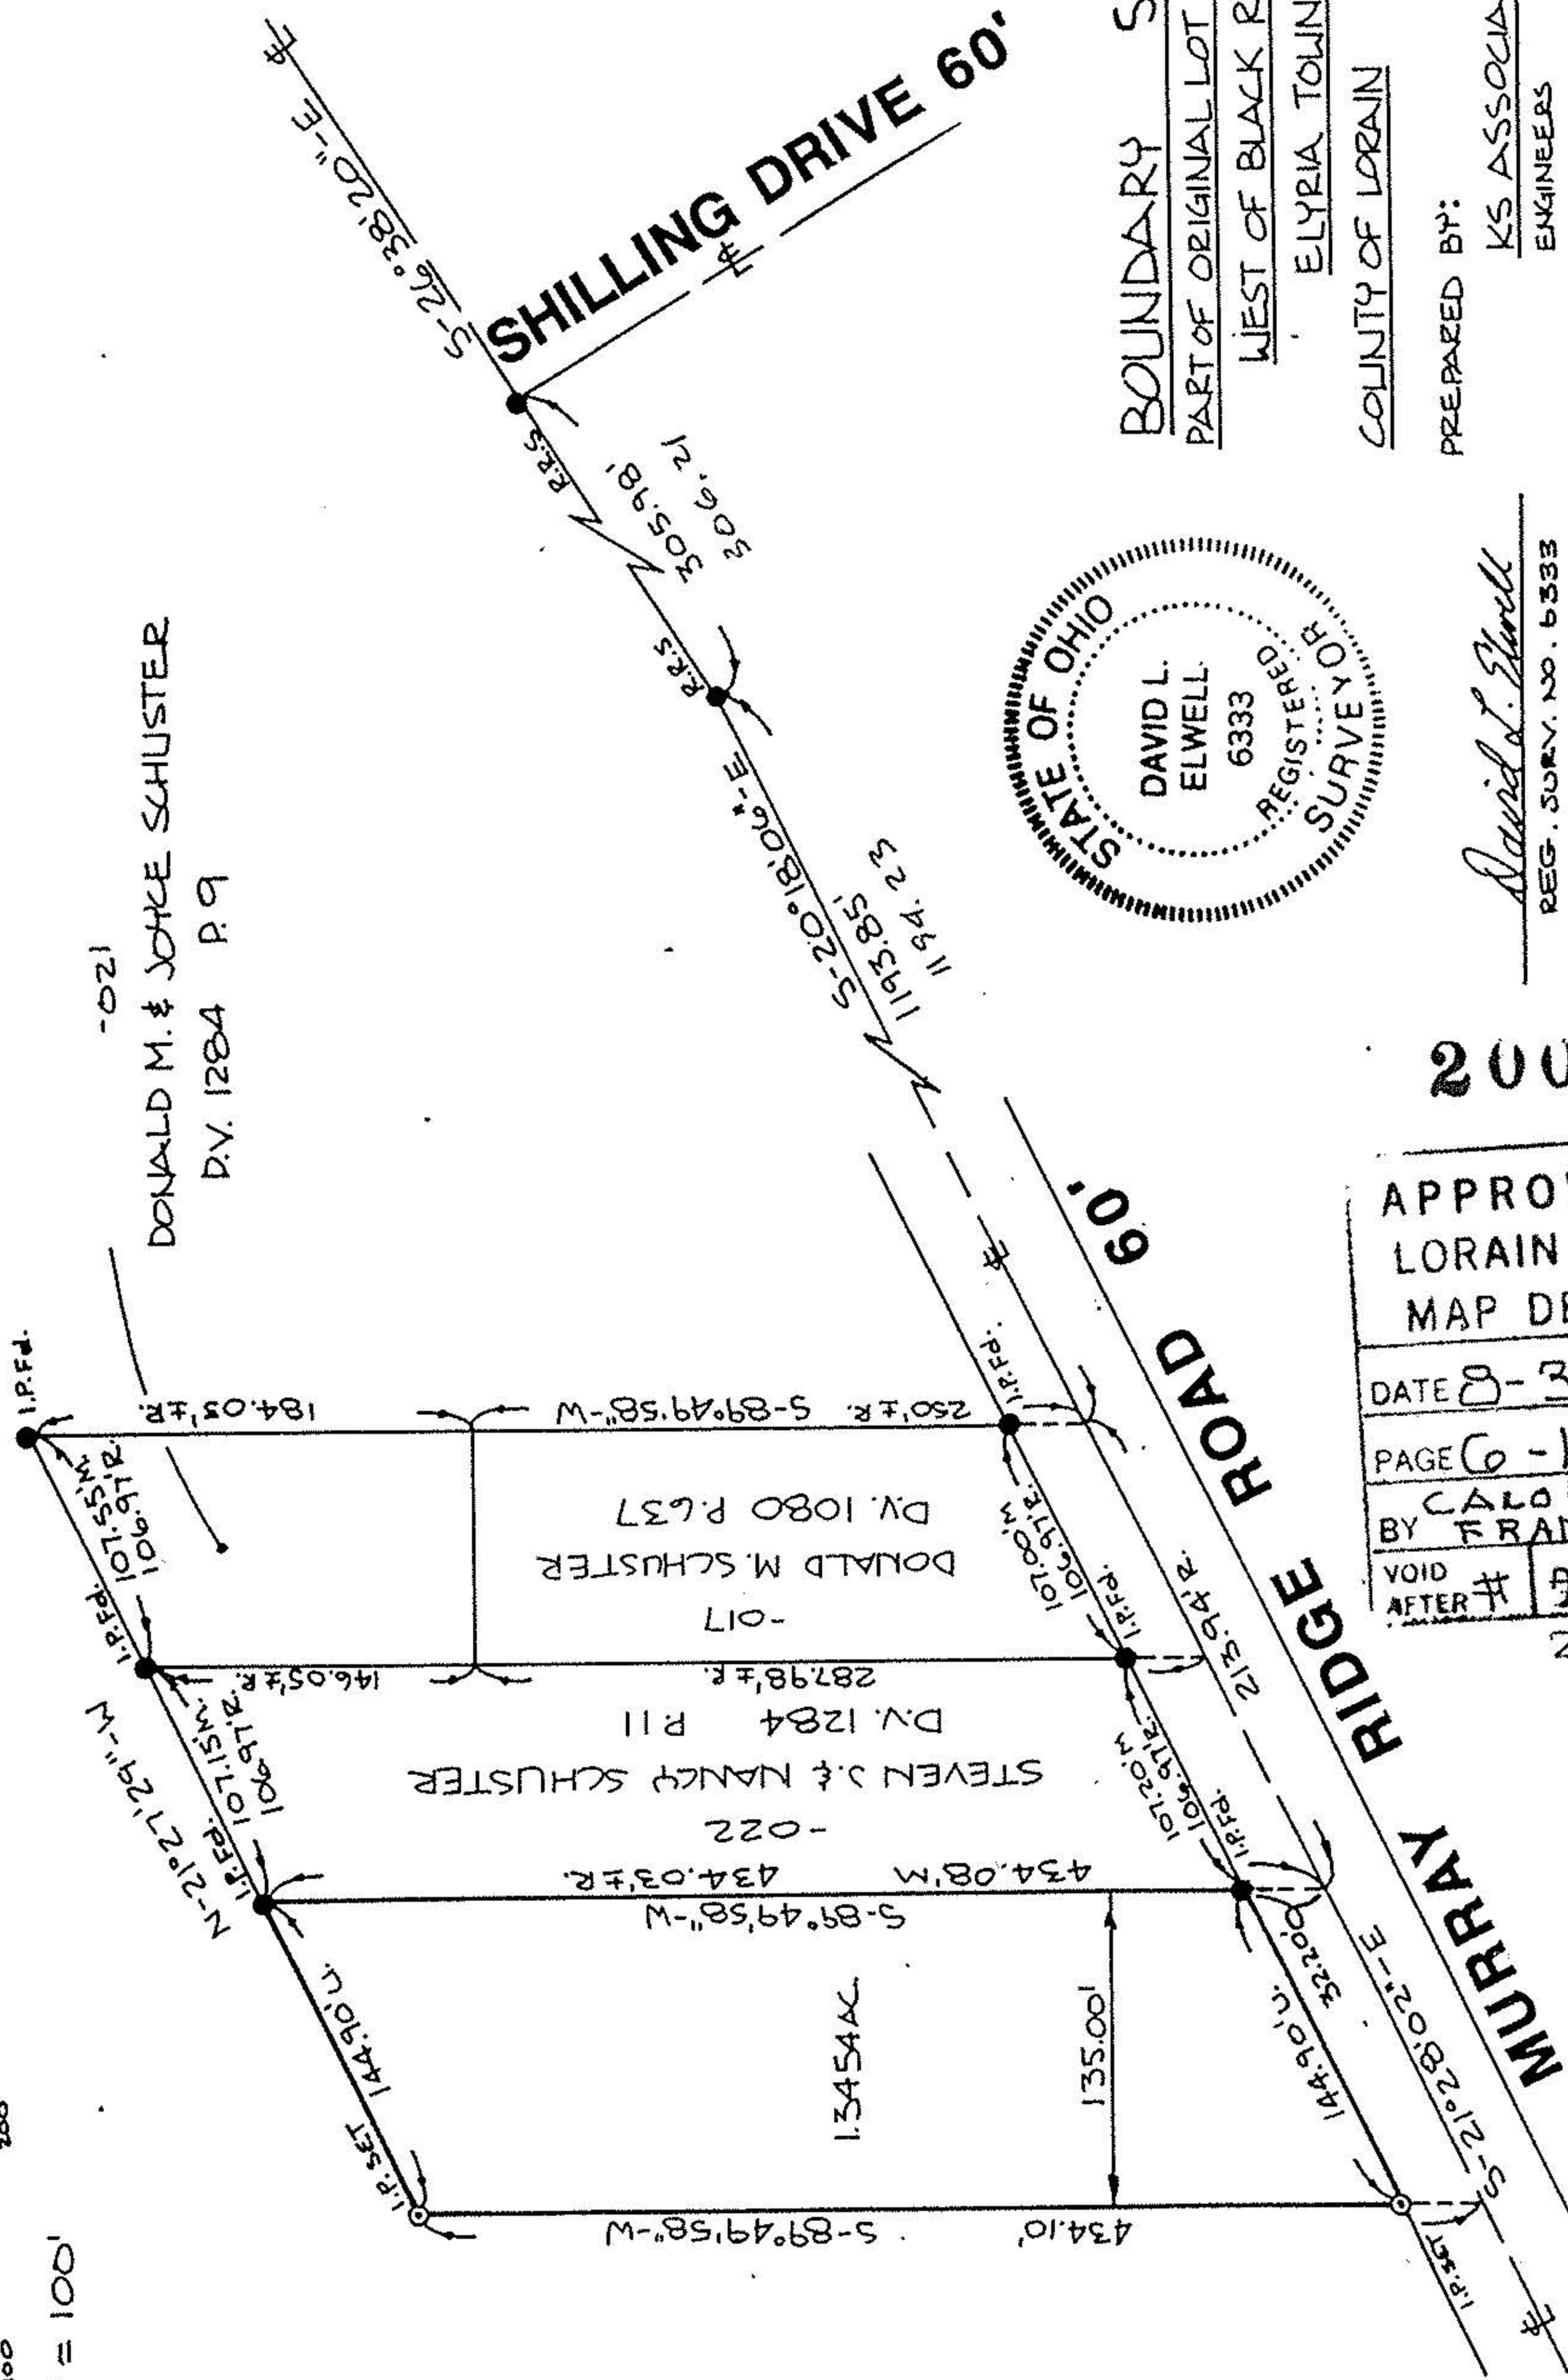 = 100'
200
-021
DONALD M. & JOYCE SCHUSTER
D.V. 1284 P.9
I.P.Fd.
107.55'M.
106.97'R.
184.03'±R.
S-89°49'58"-W
250'±R.
I.P.Fd.
I.P.Fd.
N-21°27'29"-W
107.15'M.
106.97'R.
146.05'±R.
287.98'±R.
-017
DONALD M. SCHUSTER
D.V. 1080 P.637
107.00'M
106.97'R.
I.P.Fd.
I.P.Fd.
-022
STEVEN J. & NANCY SCHUSTER
D.V. 1284 P.11
107.20'M
106.97'R.
I.P.Fd.
213.94'R.
S-89°49'58"-W
434.08'M
434.03'±R.
144.90'U.
I.P. SET
1.3454AC
135.00'
S-89°49'58"-W
434.10'
144.90'U.
32.20'
I.P. SET
S-21°28'02"-E
MURRAY RIDGE ROAD 60'
S-20°18'06"-E
1193.85'
1194.23
R.R.S
305.98'
306.21
R.R.S
S-26°38'20"-E
SHILLING DRIVE 60'
BOUNDARY S
PART OF ORIGINAL LOT
WEST OF BLACK R
ELYRIA TOWN
COUNTY OF LORAIN
PREPARED BY:
KS ASSOCIA
ENGINEERS
STATE OF OHIO
DAVID L.
ELWELL
6333
REGISTERED
SURVEYOR
David L. Elwell
REG. SURV. NO. 6333
200
APPRO
LORAIN
MAP DE
DATE 8-
PAGE 6-
BY
VOID
AFTER #